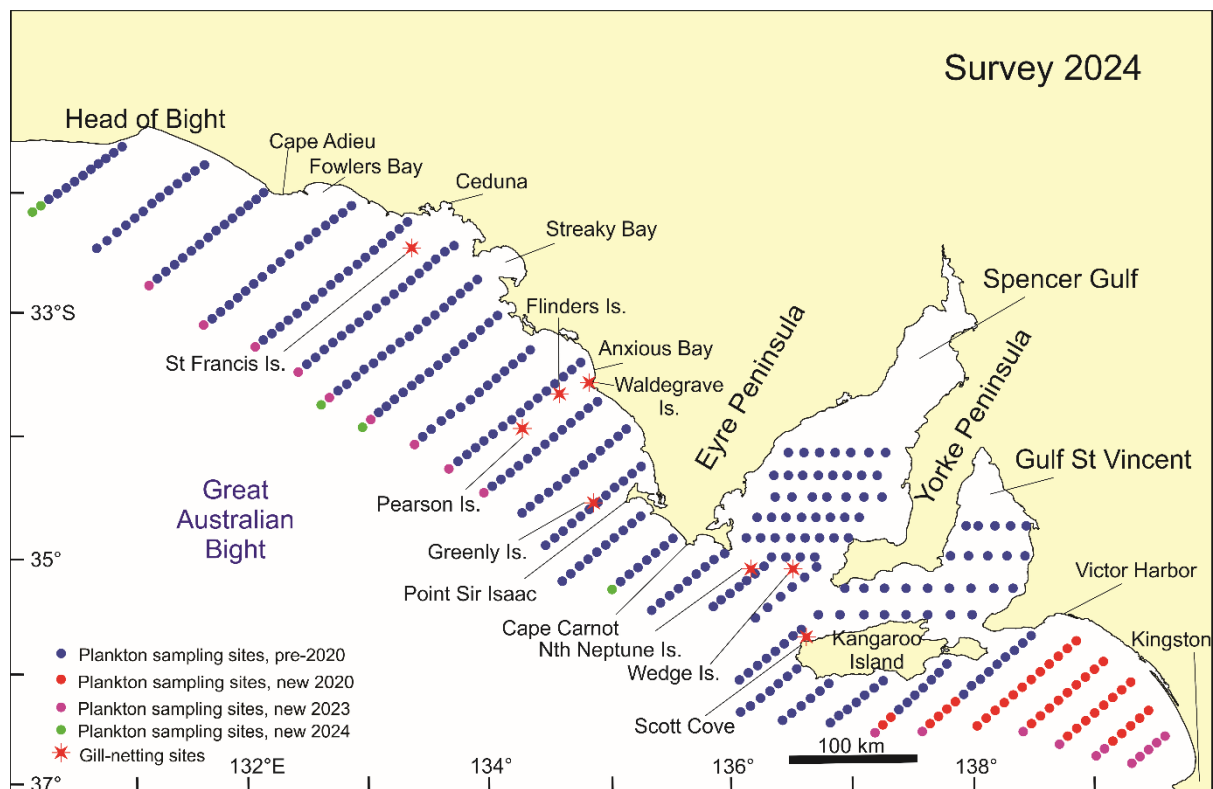 Survey 2024
Head of Bight
Cape Adieu
Fowlers Bay
Ceduna
Streaky Bay
Spencer Gulf
33°S
Flinders Is.
St Francis Is.
Anxious Bay
Waldegrave
Is.
Eyre Peninsula
Yorke Peninsula
Gulf St Vincent
Great
Australian
Bight
Pearson Is.
Greenly Is.
35°
Point Sir Isaac
Victor Harbor
Cape Carnot
Nth Neptune Is.
Wedge Is.
Kangaroo
Island
Kingston
Scott Cove
Plankton sampling sites, pre-2020
Plankton sampling sites, new 2020
Plankton sampling sites, new 2023
Plankton sampling sites, new 2024
Gill-netting sites
100 km
37°
132°E
134°
136°
138°